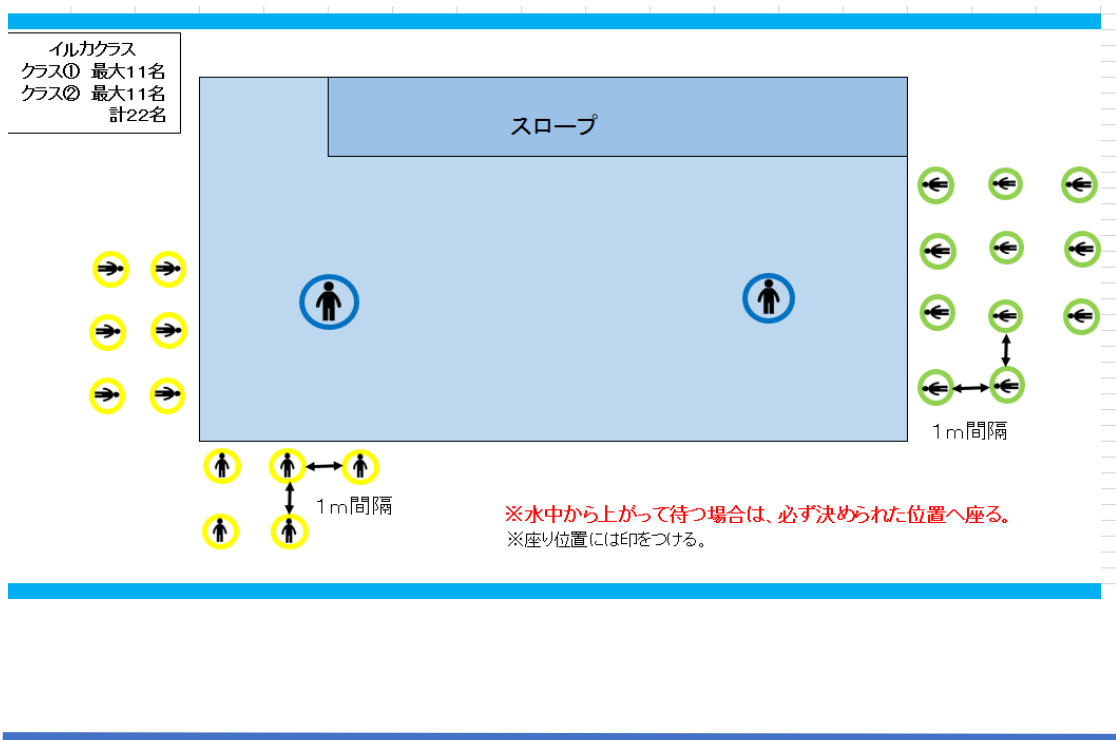 イルカクラス
クラス① 最大11名
クラス② 最大11名
計22名
スロープ
1m間隔
1m間隔
※水中から上がって待つ場合は、必ず決められた位置へ座る。
※座り位置には印をつける。